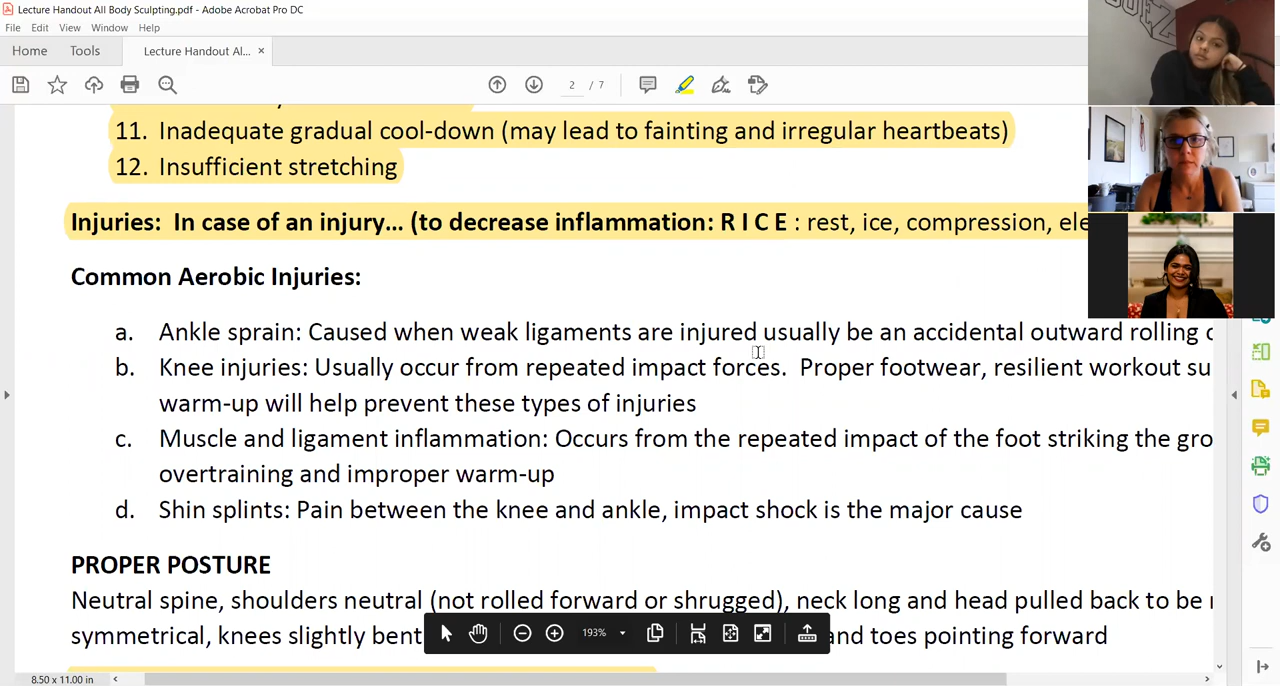 Lecture Handout All Body Sculpting.pdf - Adobe Acrobat Pro DC
File Edit View Window Help
Home Tools Lecture Handout Al... ×
2 / 7
11. Inadequate gradual cool-down (may lead to fainting and irregular heartbeats)
12. Insufficient stretching
Injuries: In case of an injury... (to decrease inflammation: R I C E : rest, ice, compression, ele
Common Aerobic Injuries:
a. Ankle sprain: Caused when weak ligaments are injured usually be an accidental outward rolling
b. Knee injuries: Usually occur from repeated impact forces. Proper footwear, resilient workout su
warm-up will help prevent these types of injuries
c. Muscle and ligament inflammation: Occurs from the repeated impact of the foot striking the gro
overtraining and improper warm-up
d. Shin splints: Pain between the knee and ankle, impact shock is the major cause
PROPER POSTURE
Neutral spine, shoulders neutral (not rolled forward or shrugged), neck long and head pulled back to be
symmetrical, knees slightly bent and toes pointing forward
193%
8.50 x 11.00 in